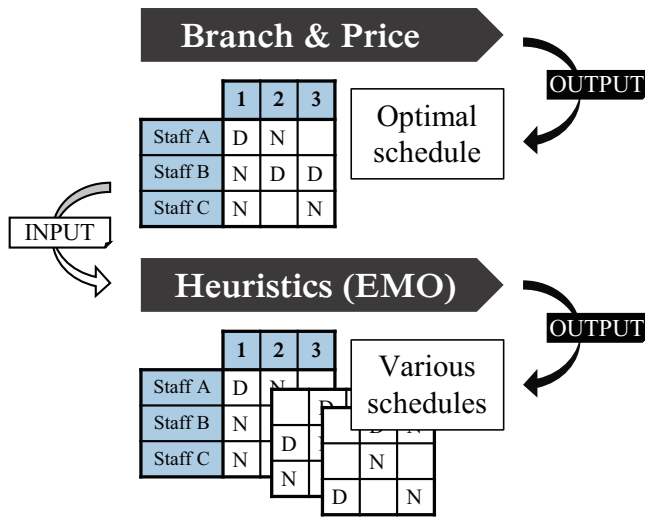 Branch & Price
OUTPUT
1 2 3
Optimal
schedule
Staff A D N
Staff B N D D
Staff C N N
INPUT
Heuristics (EMO)
OUTPUT
1 2 3
Various
schedules
Staff A D N
Staff B N
Staff C N
D
D N
N
D N
N
D N